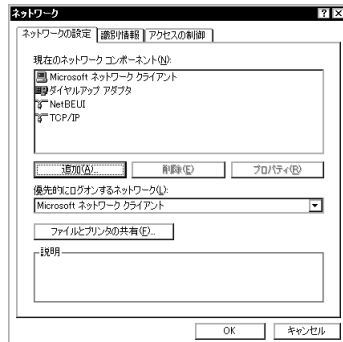 ネットワーク
ネットワークの設定 識別情報 アクセスの制御
現在のネットワーク コンポーネント(N):
Microsoft ネットワーク クライアント
ダイヤルアップ アダプタ
NetBEUI
TCP/IP
追加(A)... 削除(E) プロパティ(R)
優先的にログオンするネットワーク(L):
Microsoft ネットワーク クライアント
ファイルとプリンタの共有(F)...
説明
OK キャンセル